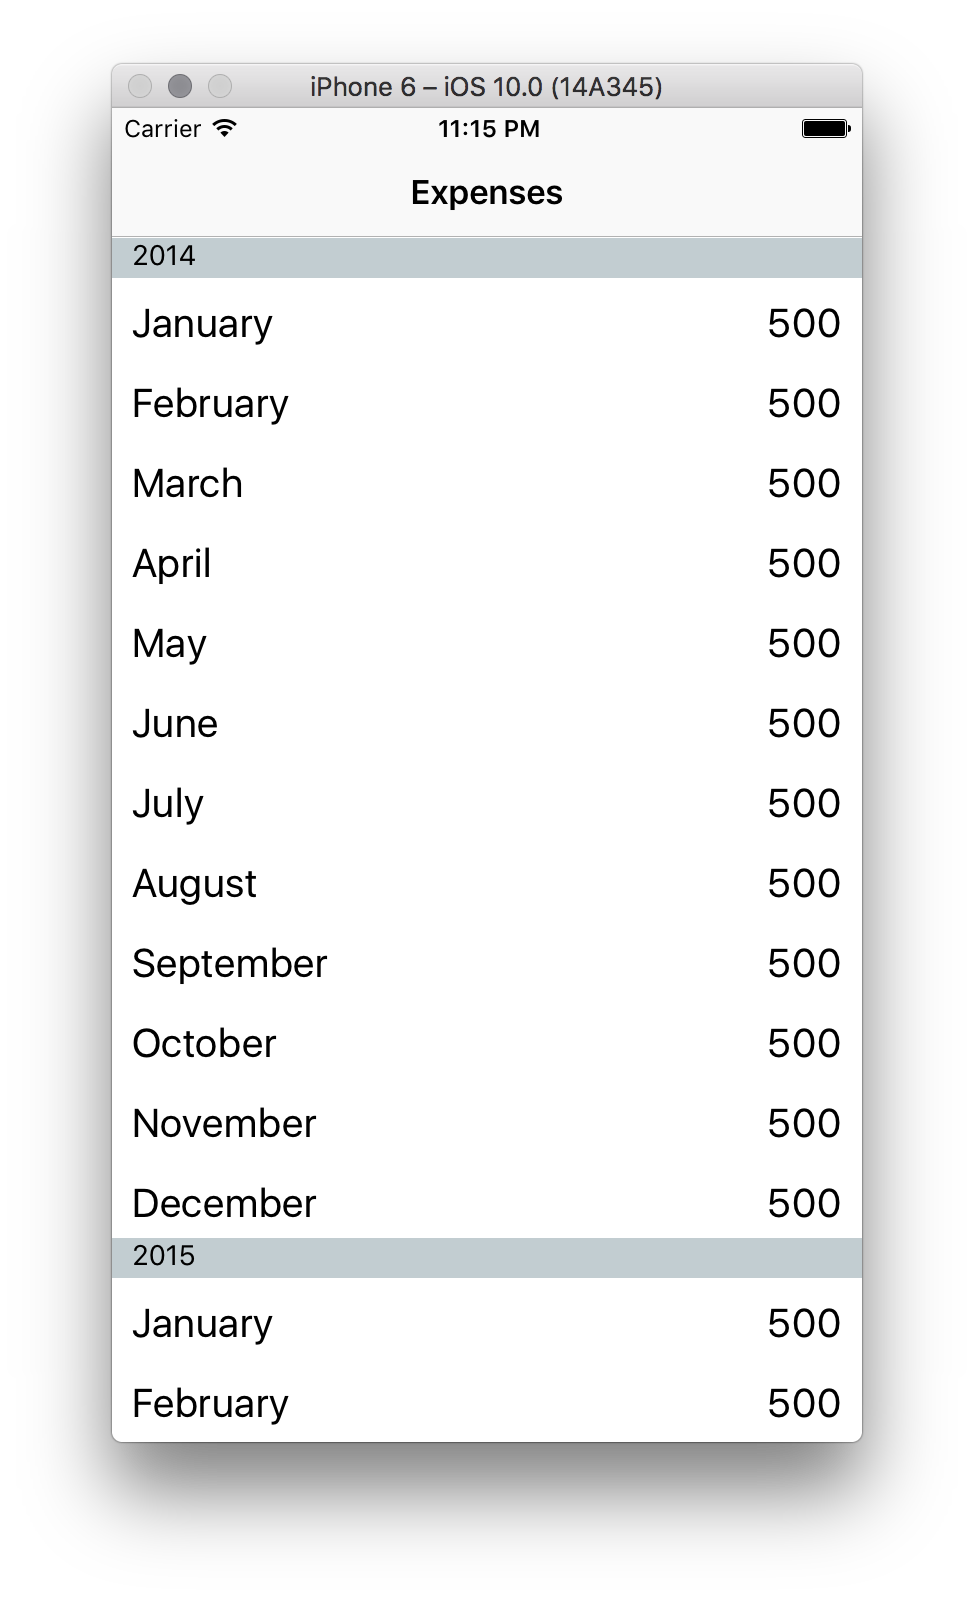 iPhone 6 – iOS 10.0 (14A345)
Carrier 11:15 PM
Expenses
2014
January 500
February 500
March 500
April 500
May 500
June 500
July 500
August 500
September 500
October 500
November 500
December 500
2015
January 500
February 500